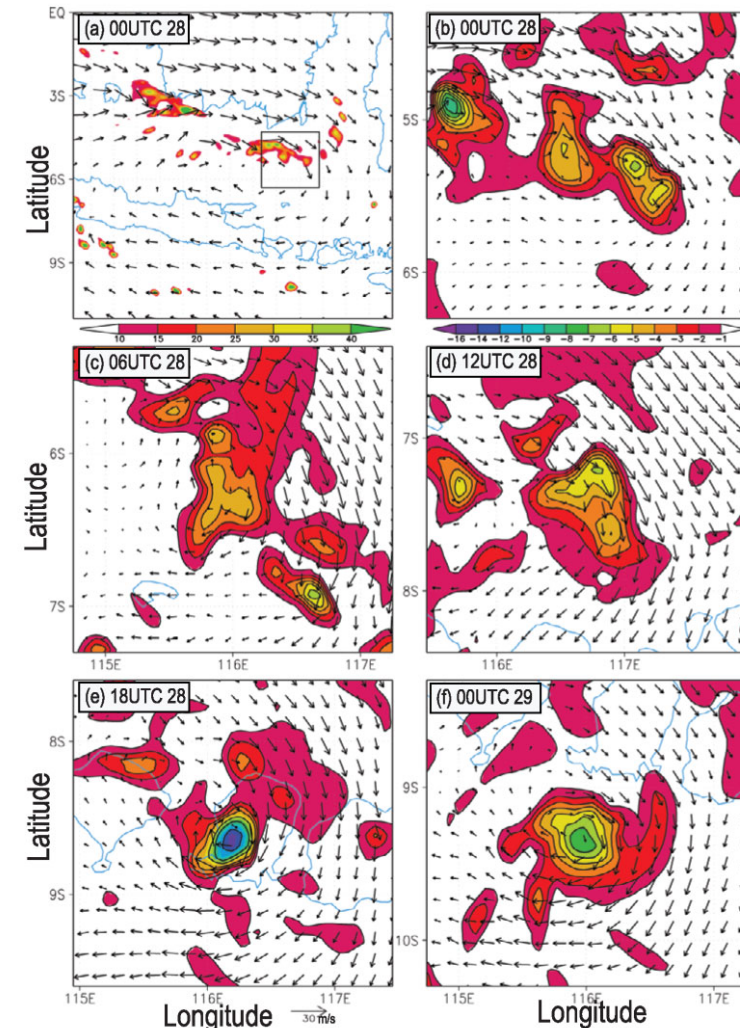 (a) 00UTC 28
(b) 00UTC 28
EQ
3S
6S
9S
5S
6S
Latitude
10 15 20 25 30 35 40
-16 -14 -12 -10 -9 -8 -7 -6 -5 -4 -3 -2 -1
(c) 06UTC 28
(d) 12UTC 28
6S
7S
7S
8S
Latitude
115E 116E 117E
116E 117E
(e) 18UTC 28
(f) 00UTC 29
8S
9S
9S
10S
Latitude
115E 116E 117E
115E 116E 117E
Longitude
30 m/s
Longitude